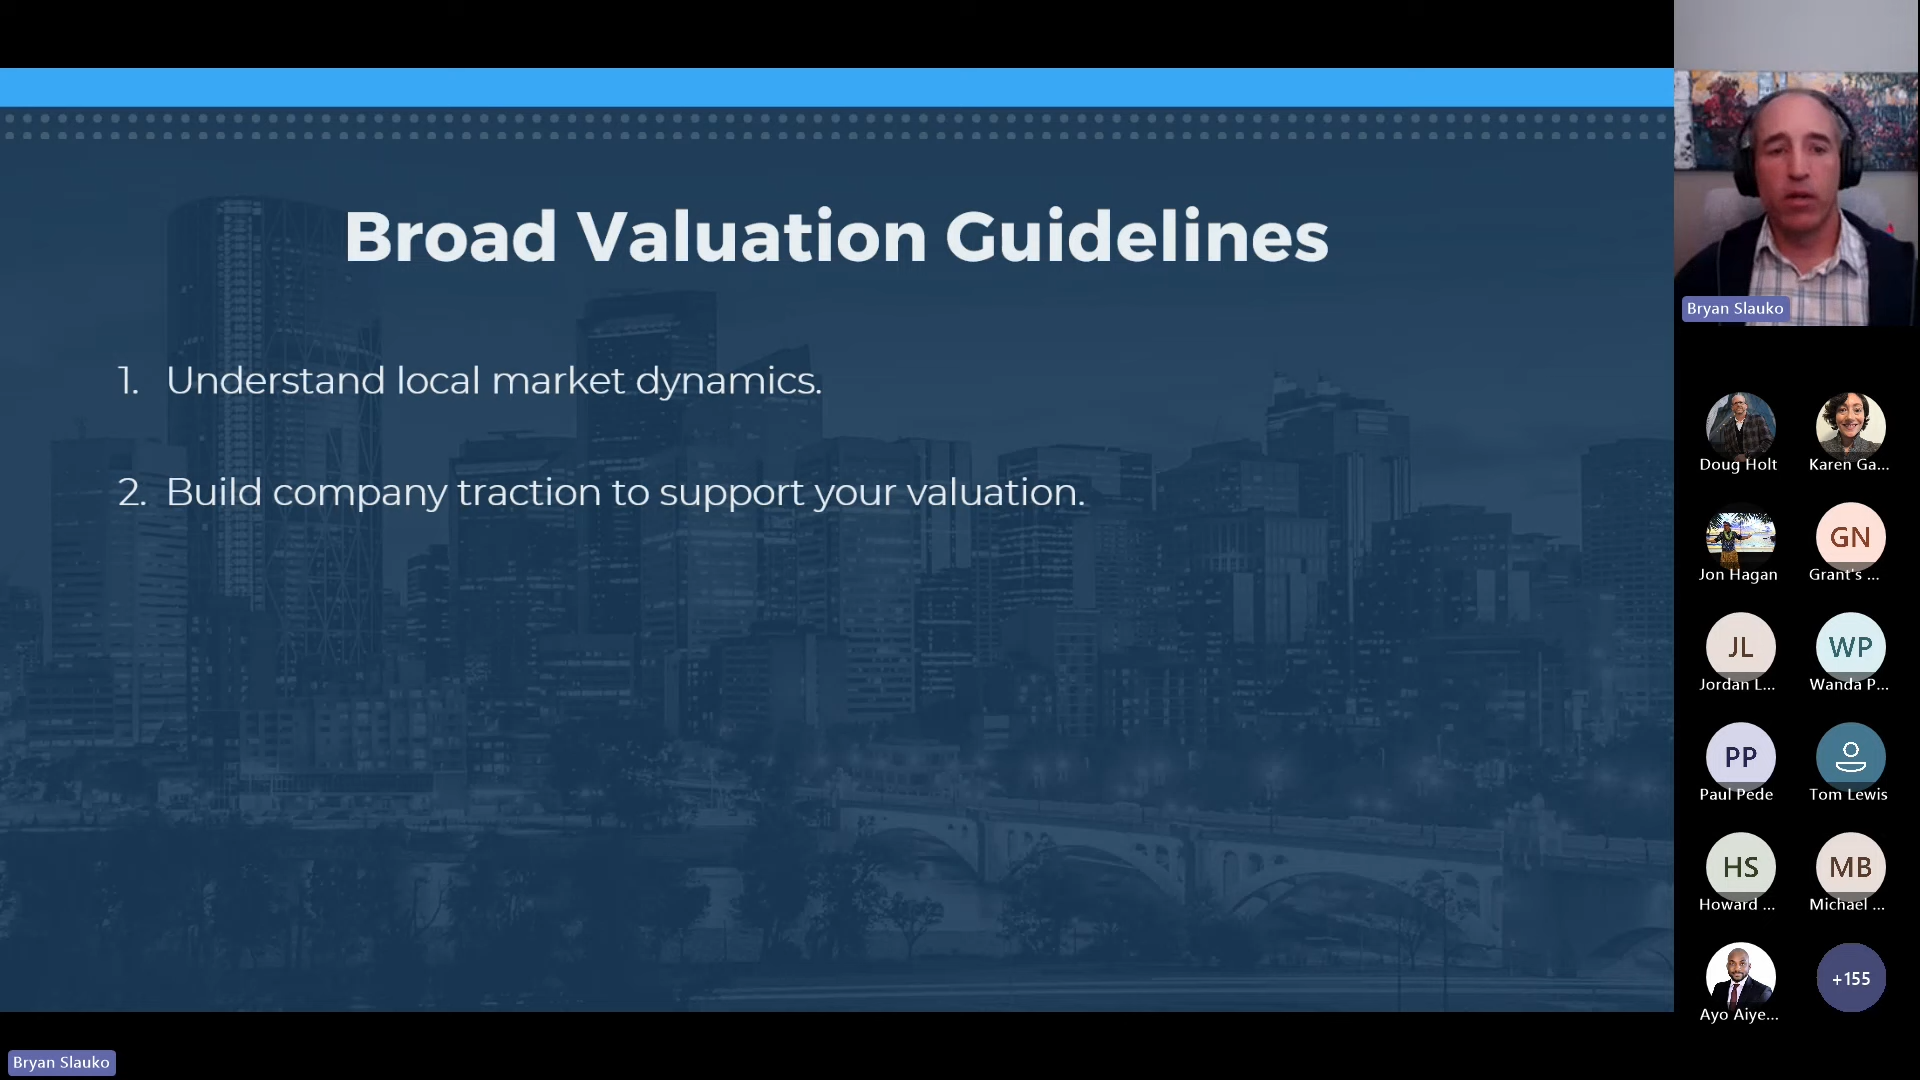 Broad Valuation Guidelines
1. Understand local market dynamics.
2. Build company traction to support your valuation.
Bryan Slauko
Doug Holt
Karen Ga...
Jon Hagan
GN
Grant's ...
JL
Jordan L...
WP
Wanda P...
PP
Paul Pede
Tom Lewis
HS
Howard ...
MB
Michael ...
Ayo Aiye...
+155
Bryan Slauko